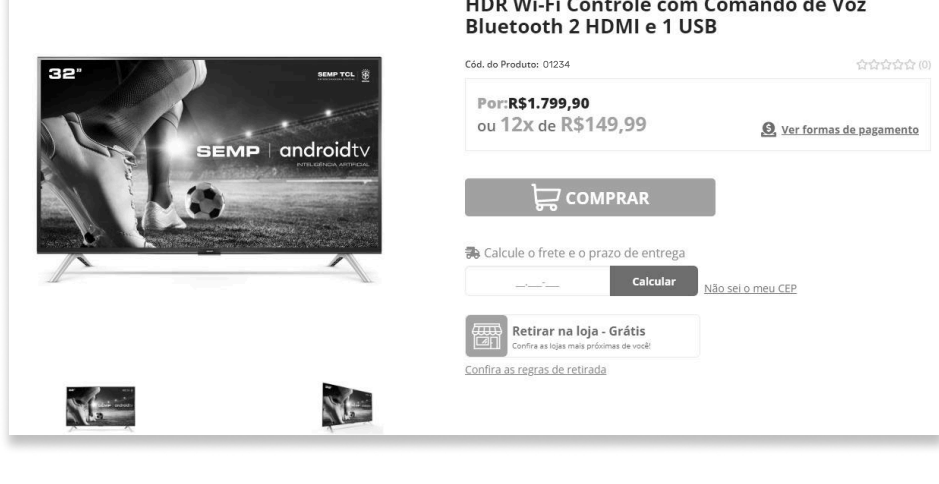 HDR Wi-Fi Controle com Comando de Voz
Bluetooth 2 HDMI e 1 USB
Cód. do Produto: 01234
(0)
Por:R$1.799,90
ou 12x de R$149,99
Ver formas de pagamento
COMPRAR
Calcule o frete e o prazo de entrega
__.___-___
Calcular
Não sei o meu CEP
Retirar na loja - Grátis
Confira as lojas mais próximas de você!
Confira as regras de retirada
32"
SEMP TCL
SEMP | androidtv
INTELIGÊNCIA ARTIFICIAL